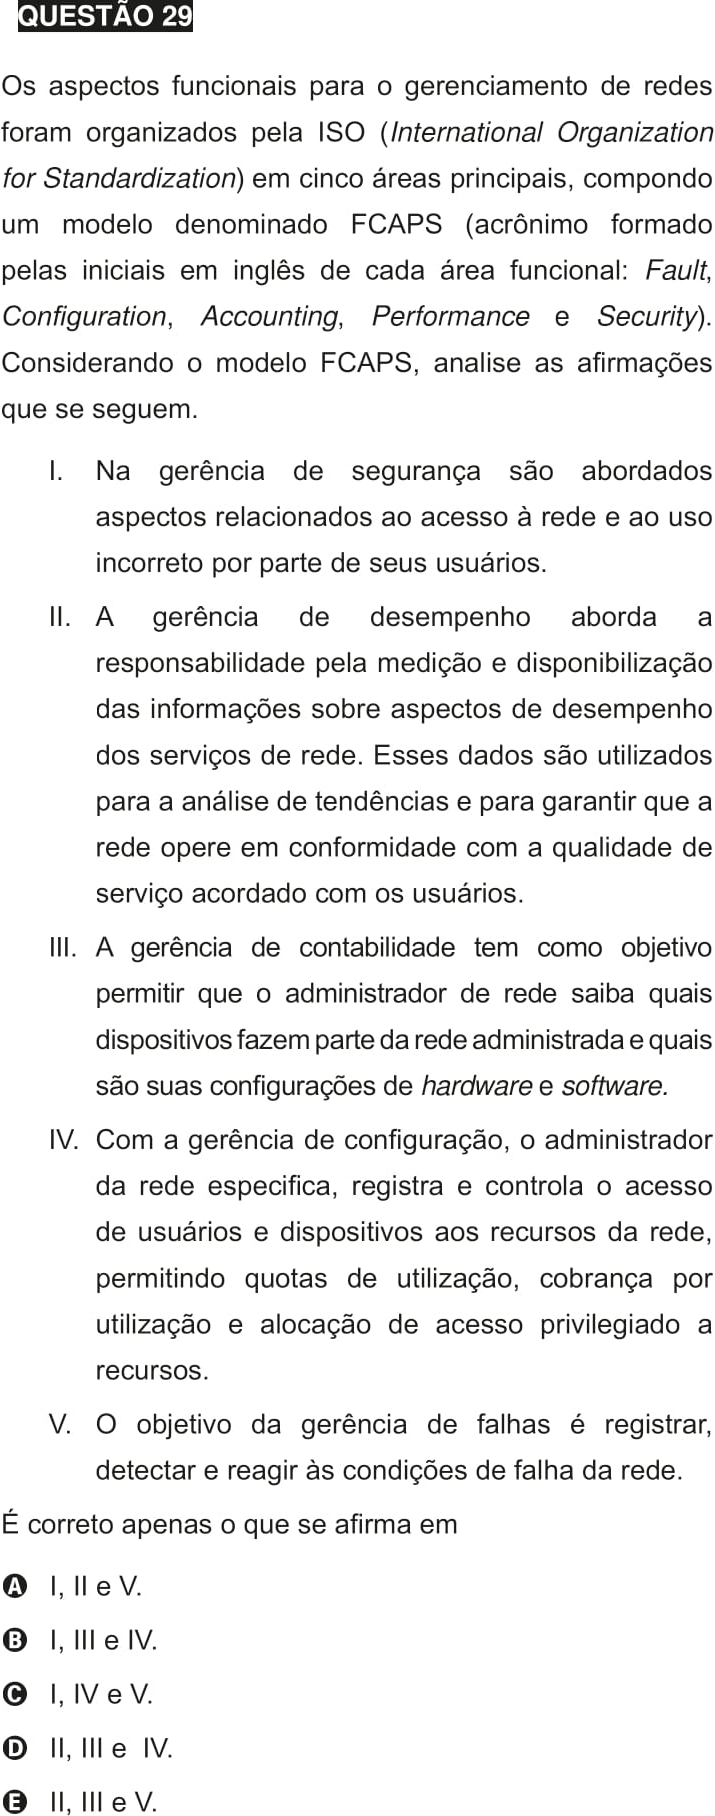 QUESTÃO 29
Os aspectos funcionais para o gerenciamento de redes
foram organizados pela ISO (International Organization
for Standardization) em cinco áreas principais, compondo
um modelo denominado FCAPS (acrônimo formado
pelas iniciais em inglês de cada área funcional: Fault,
Configuration, Accounting, Performance e Security).
Considerando o modelo FCAPS, analise as afirmações
que se seguem.
I. Na gerência de segurança são abordados
aspectos relacionados ao acesso à rede e ao uso
incorreto por parte de seus usuários.
II. A gerência de desempenho aborda a
responsabilidade pela medição e disponibilização
das informações sobre aspectos de desempenho
dos serviços de rede. Esses dados são utilizados
para a análise de tendências e para garantir que a
rede opere em conformidade com a qualidade de
serviço acordado com os usuários.
III. A gerência de contabilidade tem como objetivo
permitir que o administrador de rede saiba quais
dispositivos fazem parte da rede administrada e quais
são suas configurações de hardware e software.
IV. Com a gerência de configuração, o administrador
da rede especifica, registra e controla o acesso
de usuários e dispositivos aos recursos da rede,
permitindo quotas de utilização, cobrança por
utilização e alocação de acesso privilegiado a
recursos.
V. O objetivo da gerência de falhas é registrar,
detectar e reagir às condições de falha da rede.
É correto apenas o que se afirma em
A I, II e V.
B I, III e IV.
C I, IV e V.
D II, III e IV.
E II, III e V.